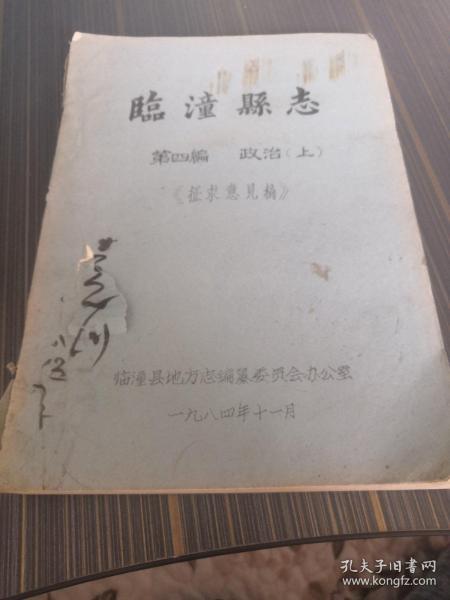 臨潼縣志
第四編 政治(上)
《征求意见稿》
临潼县地方志编纂委员会办公室
一九八四年十一月
孔夫子旧书网
www.kongfz.com